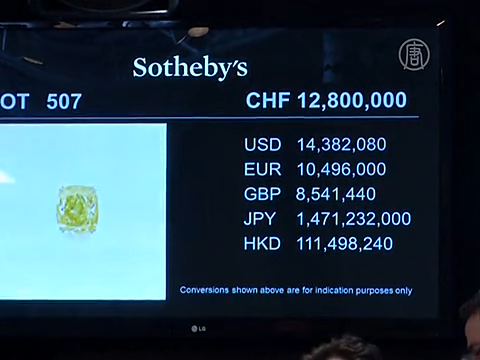 唐
Sotheby's
OT 507
CHF 12,800,000
USD 14,382,080
EUR 10,496,000
GBP 8,541,440
JPY 1,471,232,000
HKD 111,498,240
Conversions shown above are for indication purposes only
LG